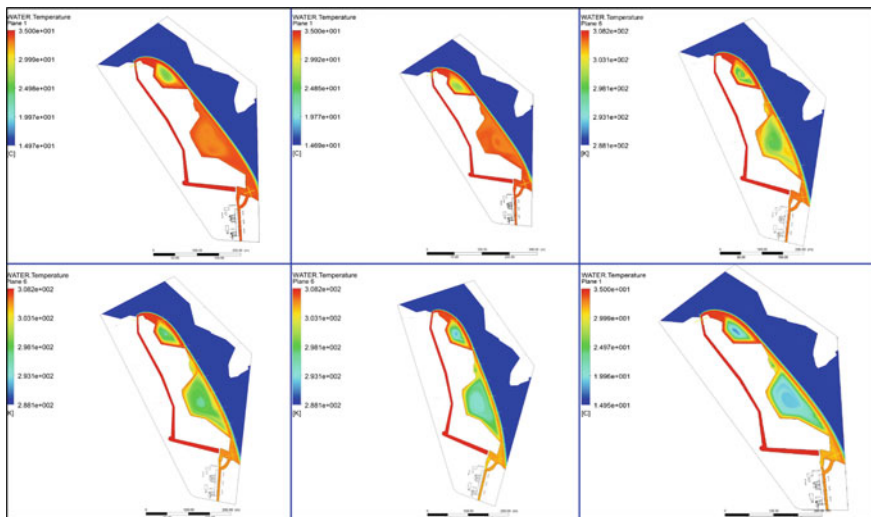 WATER.Temperature
Plane 1
3.500e+001
2.999e+001
2.498e+001
1.997e+001
1.497e+001
[C]
WATER.Temperature
Plane 1
3.500e+001
2.992e+001
2.485e+001
1.977e+001
1.469e+001
[C]
WATER.Temperature
Plane 6
3.082e+002
3.031e+002
2.981e+002
2.931e+002
2.881e+002
[K]
WATER.Temperature
Plane 6
3.082e+002
3.031e+002
2.981e+002
2.931e+002
2.881e+002
[K]
WATER.Temperature
Plane 6
3.082e+002
3.031e+002
2.981e+002
2.931e+002
2.881e+002
[K]
WATER.Temperature
Plane 1
3.500e+001
2.999e+001
2.497e+001
1.996e+001
1.495e+001
[C]